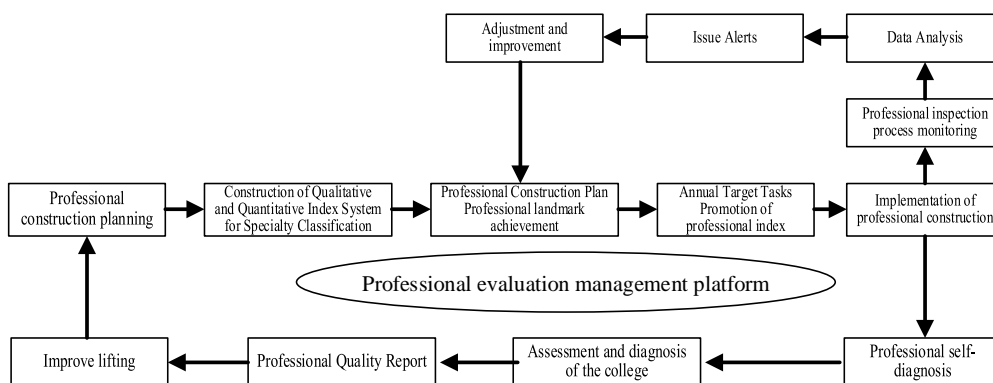 Adjustment and
improvement
Issue Alerts
Data Analysis
Professional inspection
process monitoring
Professional
construction planning
Construction of Qualitative
and Quantitative Index System
for Specialty Classification
Professional Construction Plan
Professional landmark
achievement
Annual Target Tasks
Promotion of
professional index
Implementation of
professional construction
Professional evaluation management platform
Improve lifting
Professional Quality Report
Assessment and diagnosis
of the college
Professional self-
diagnosis